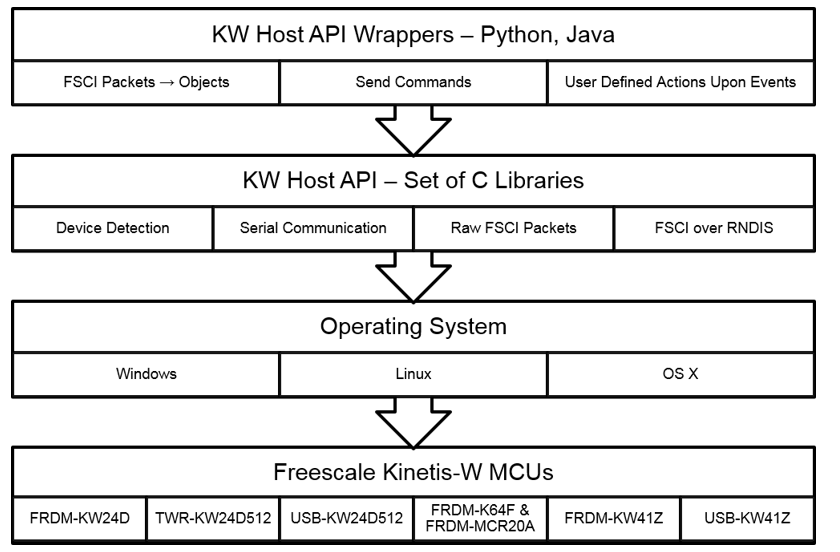 KW Host API Wrappers – Python, Java
FSCI Packets → Objects
Send Commands
User Defined Actions Upon Events
KW Host API – Set of C Libraries
Device Detection
Serial Communication
Raw FSCI Packets
FSCI over RNDIS
Operating System
Windows
Linux
OS X
Freescale Kinetis-W MCUs
FRDM-KW24D
TWR-KW24D512
USB-KW24D512
FRDM-K64F &
FRDM-MCR20A
FRDM-KW41Z
USB-KW41Z